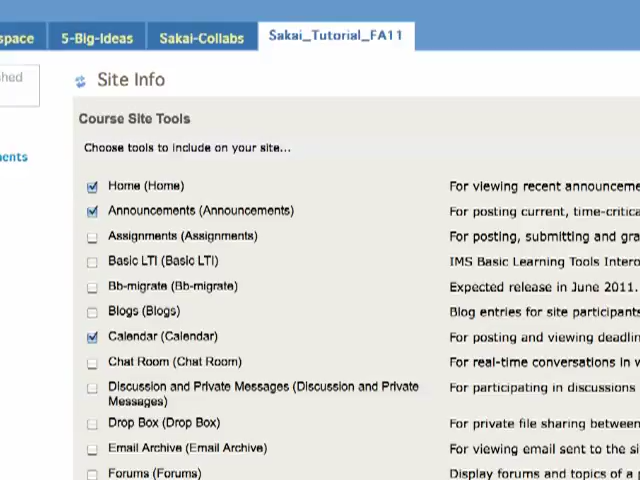 space 5-Big-Ideas Sakai-Collabs Sakai_Tutorial_FA11
hed
Site Info
Course Site Tools
Choose tools to include on your site...
ents
Home (Home) For viewing recent announceme
Announcements (Announcements) For posting current, time-critica
Assignments (Assignments) For posting, submitting and gra
Basic LTI (Basic LTI) IMS Basic Learning Tools Intero
Bb-migrate (Bb-migrate) Expected release in June 2011.
Blogs (Blogs) Blog entries for site participants
Calendar (Calendar) For posting and viewing deadlin
Chat Room (Chat Room) For real-time conversations in w
Discussion and Private Messages (Discussion and Private For participating in discussions
Messages)
Drop Box (Drop Box) For private file sharing between
Email Archive (Email Archive) For viewing email sent to the si
Forums (Forums) Display forums and topics of a p